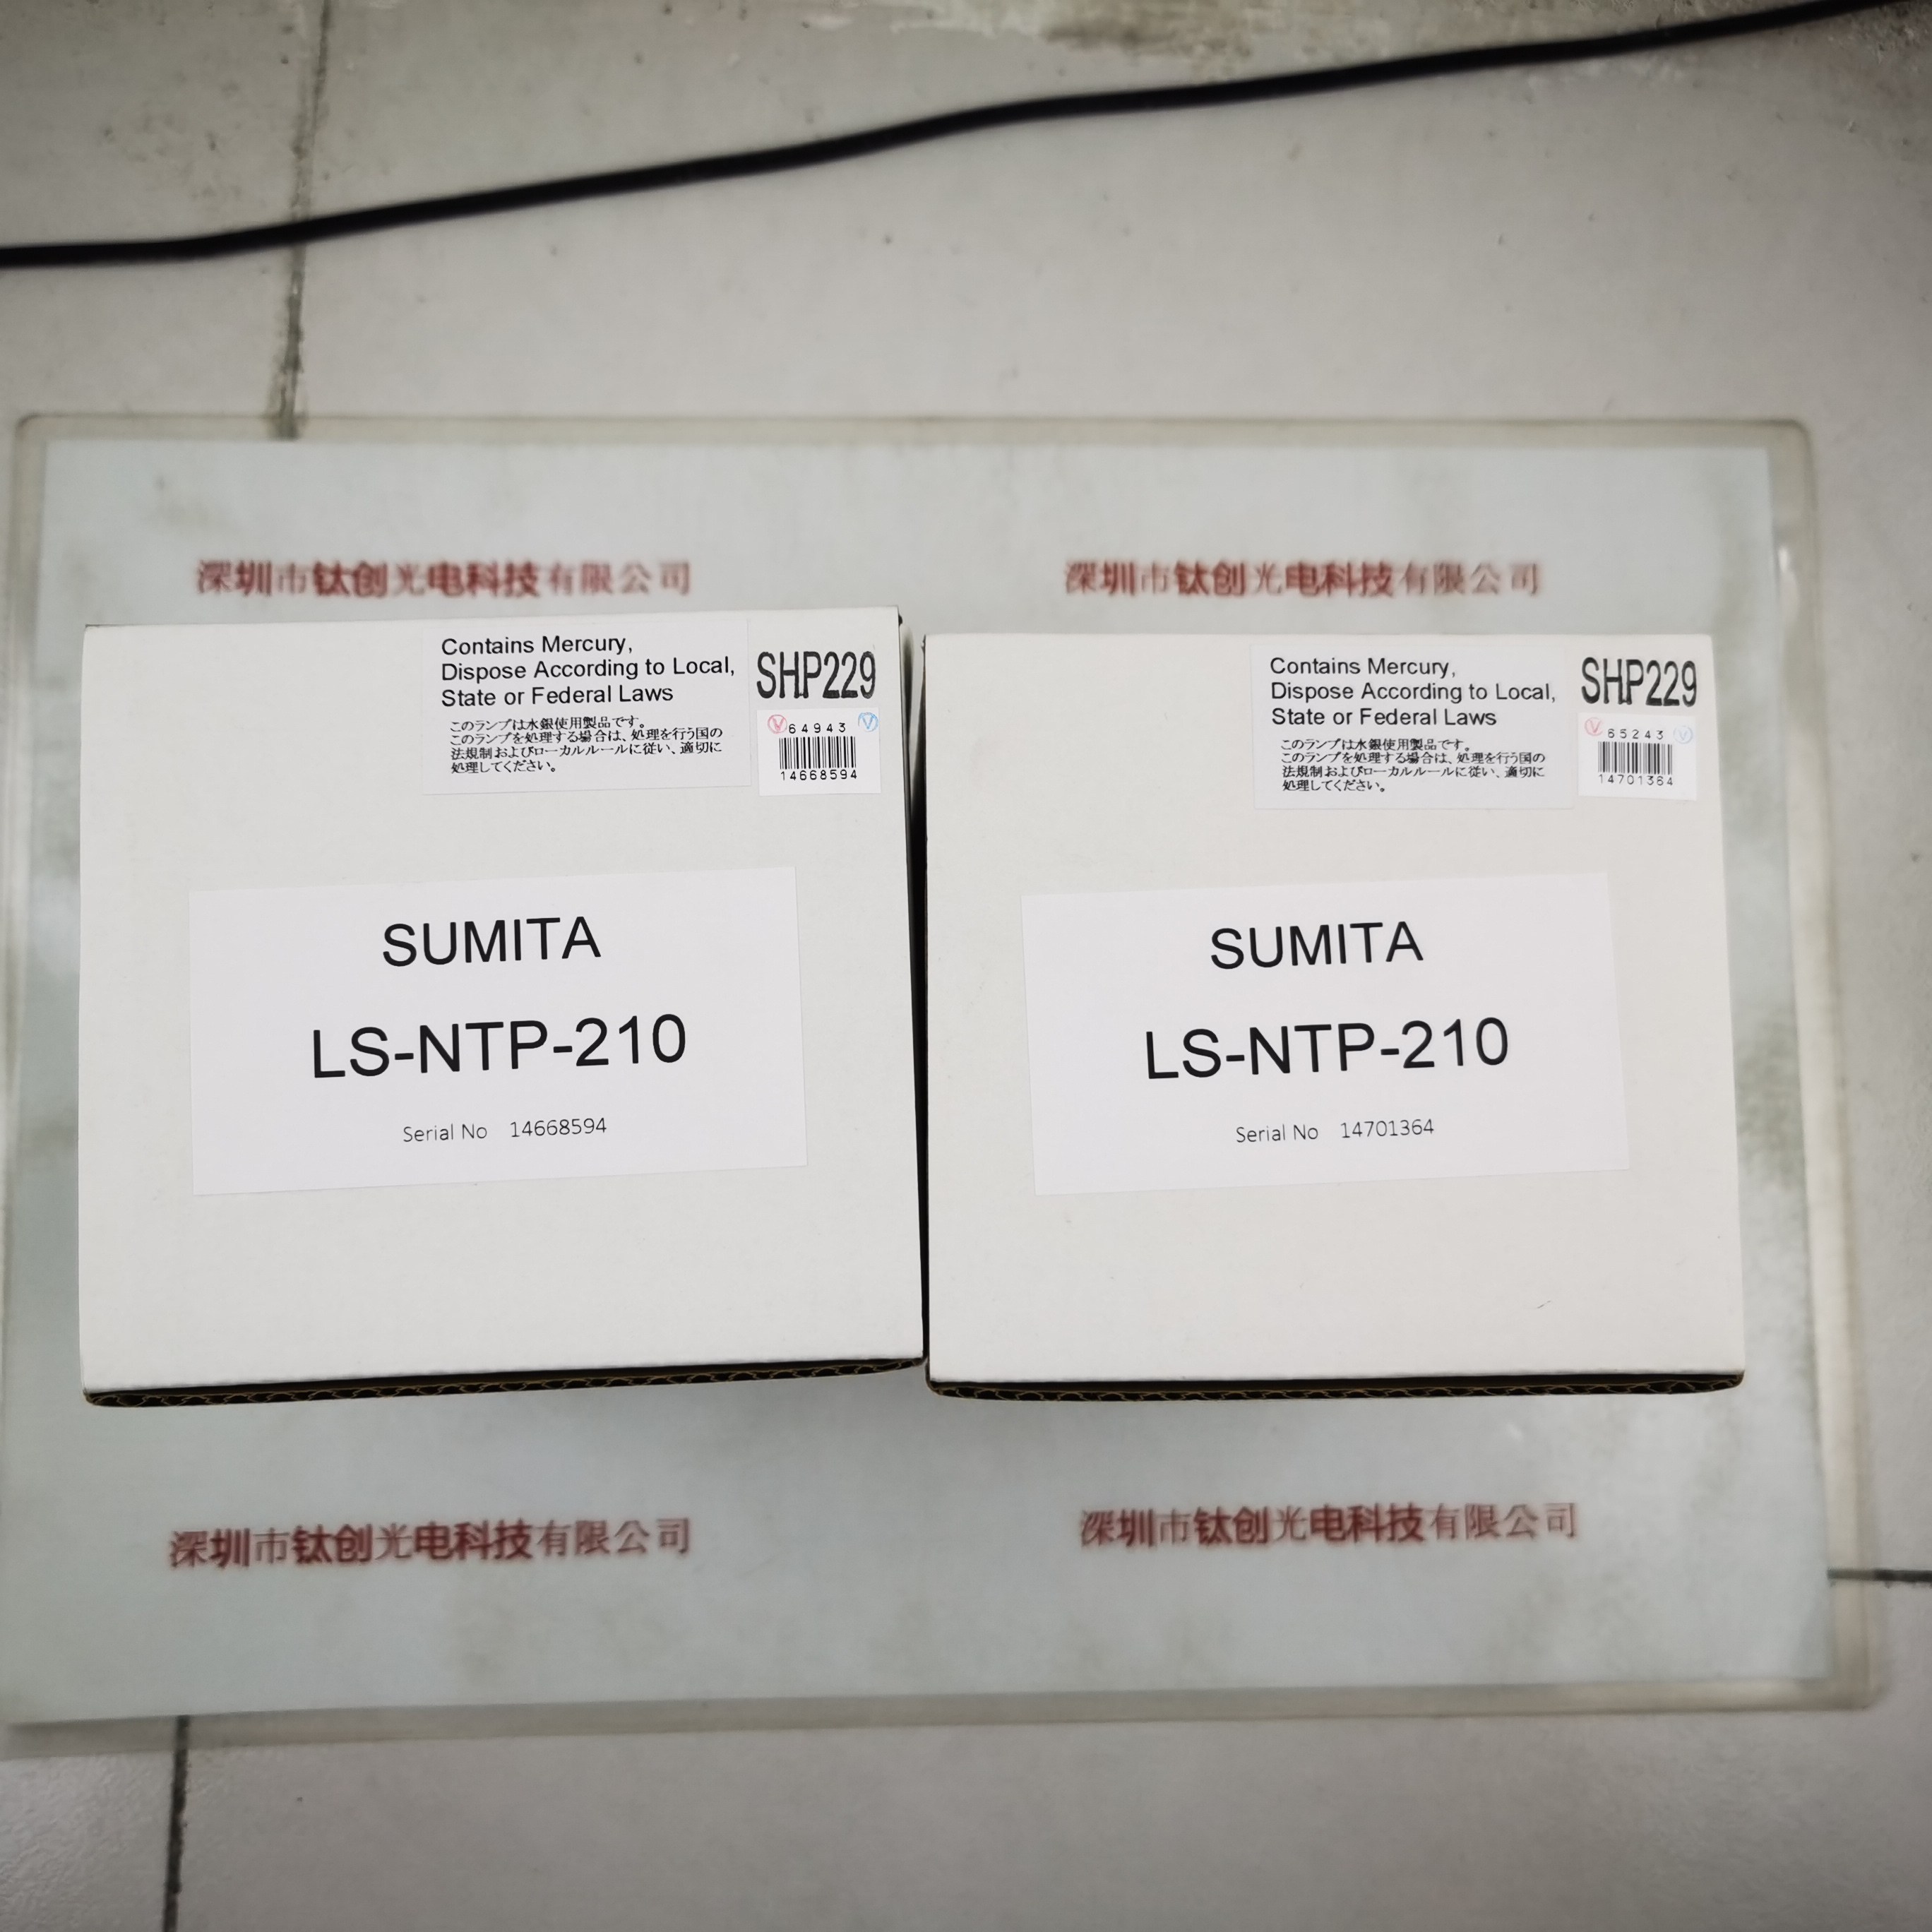 深圳市钛创光电科技有限公司
深圳市钛创光电科技有限公司
Contains Mercury,
Dispose According to Local,
State or Federal Laws
このランプは水銀使用製品です。
このランプを処理する場合は、処理を行う国の
法規制およびローカルルールに従い、適切に
処理してください。
SHP229
V 64943 V
14668594
SUMITA
LS-NTP-210
Serial No 14668594
Contains Mercury,
Dispose According to Local,
State or Federal Laws
このランプは水銀使用製品です。
このランプを処理する場合は、処理を行う国の
法規制およびローカルルールに従い、適切に
処理してください。
SHP229
V 65243 V
14701364
SUMITA
LS-NTP-210
Serial No 14701364
深圳市钛创光电科技有限公司
深圳市钛创光电科技有限公司